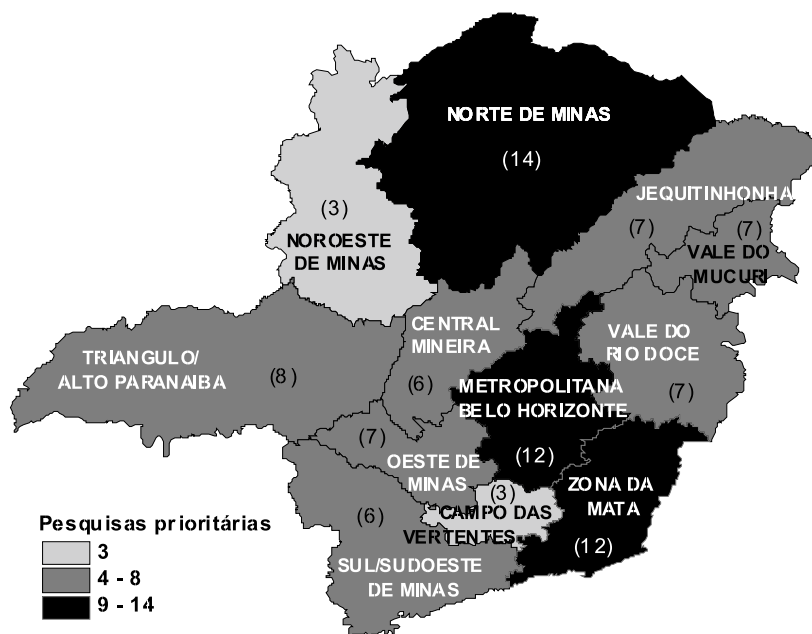 NORTE DE MINAS
(14)
JEQUITINHONHA
(7)
(7)
VALE DO
MUCURI
(3)
NOROESTE
DE MINAS
CENTRAL
MINEIRA
(6)
VALE DO
RIO DOCE
(7)
TRIANGULO/
ALTO PARANAIBA
(8)
METROPOLITANA
BELO HORIZONTE
(12)
(7)
OESTE DE
MINAS
(3)
CAMPO DAS
VERTENTES
ZONA DA
MATA
(12)
(6)
SUL/SUDOESTE
DE MINAS
Pesquisas prioritárias
3
4 - 8
9 - 14